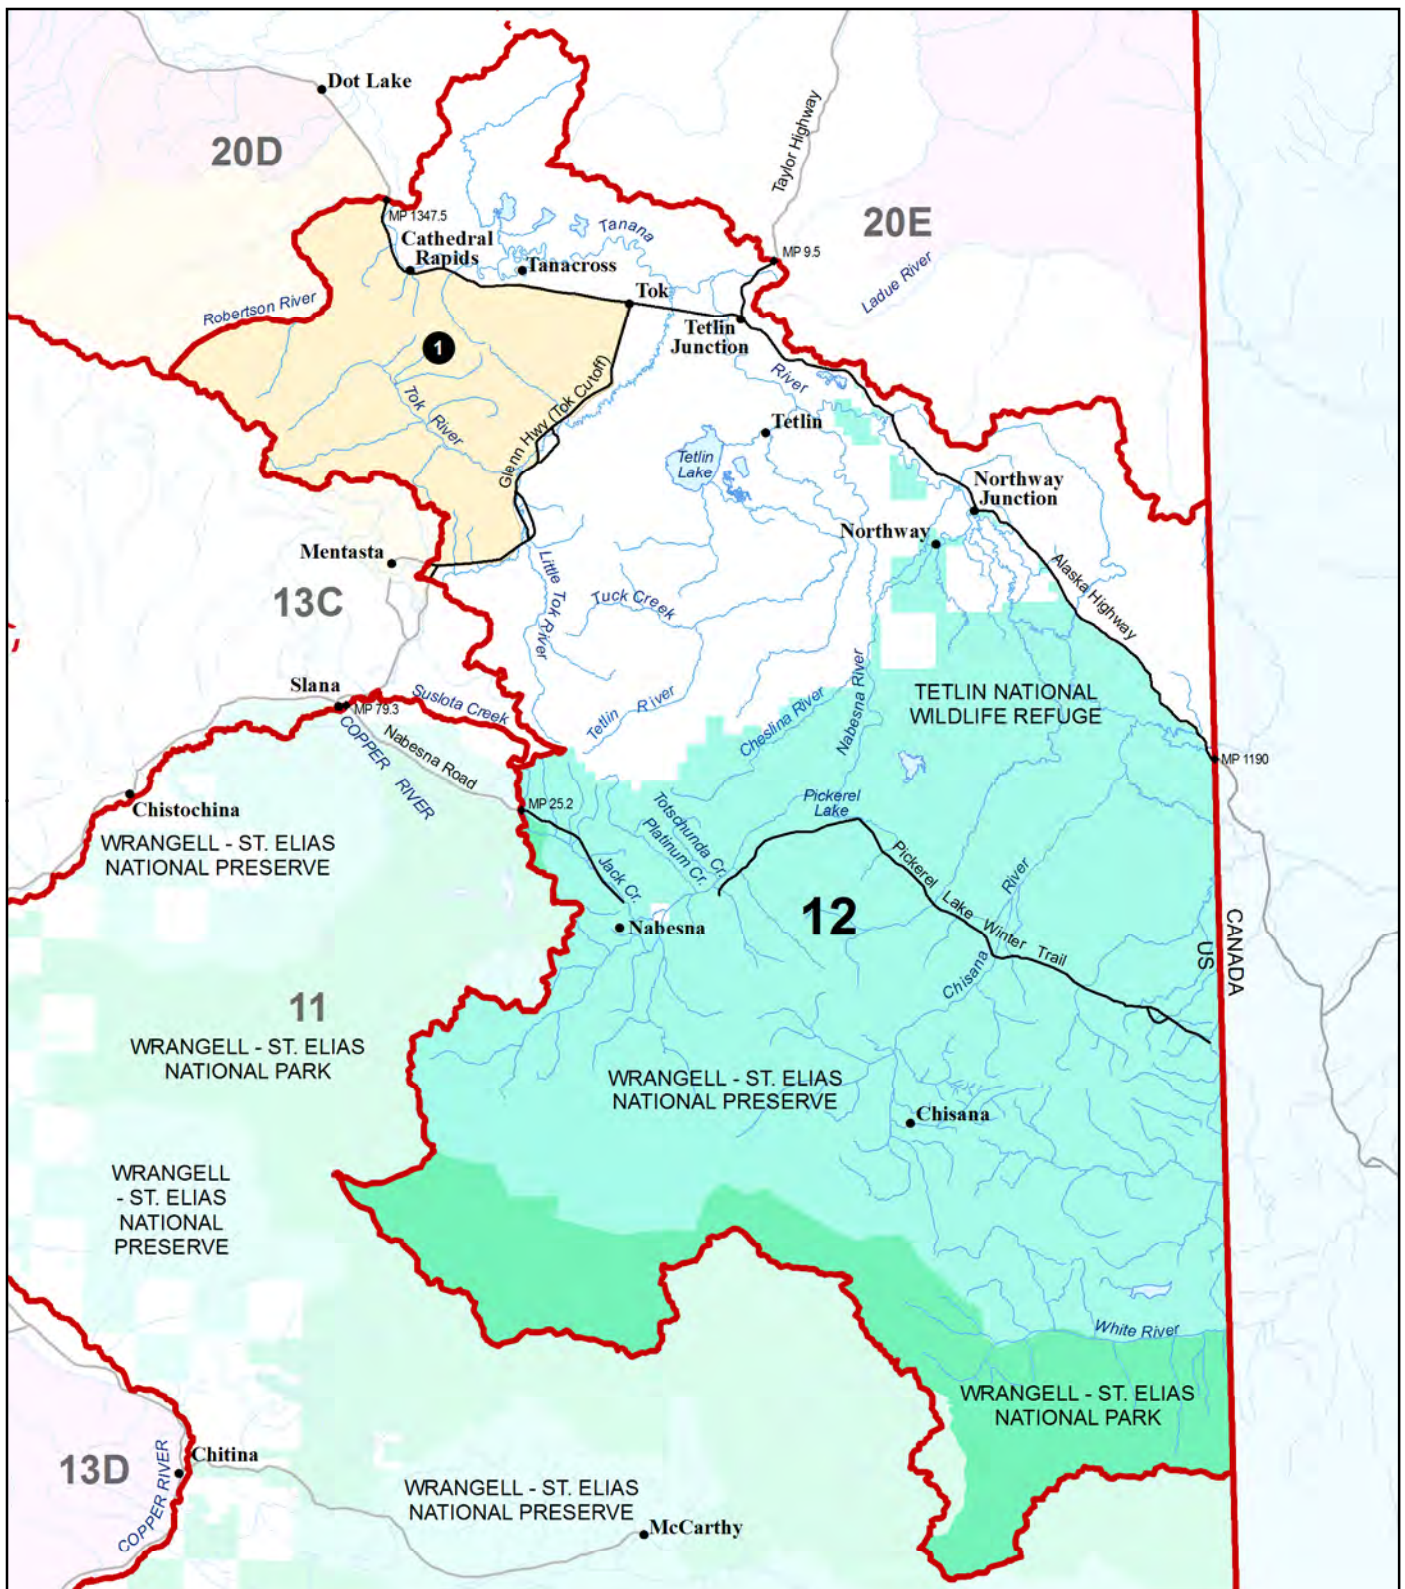 Dot Lake
20D
Taylor Highway
20E
MP 1347.5
Cathedral
Rapids
Tanana
Tanacross
MP 9.5
Ladue River
Robertson River
Tok
Tetlin
Junction
1
River
Tok River
Glenn Hwy (Tok Cutoff)
Tetlin
Tetlin
Lake
Northway
Junction
Northway
Mentasta
13C
Little Tok River
Tuck Creek
Alaska Highway
Slana
MP 79.3
Suslota Creek
Tetlin River
Cheslina River
Nabesna River
TETLIN NATIONAL
WILDLIFE REFUGE
COPPER RIVER
Nabesna Road
MP 1190
Chistochina
MP 25.2
Totschunda Cr.
Platinum Cr.
Pickerel
Lake
WRANGELL - ST. ELIAS
NATIONAL PRESERVE
Jack Cr.
Pickerel Lake Winter Trail
River
12
Nabesna
Chisana
CANADA
US
11
WRANGELL - ST. ELIAS
NATIONAL PARK
WRANGELL - ST. ELIAS
NATIONAL PRESERVE
Chisana
WRANGELL
- ST. ELIAS
NATIONAL
PRESERVE
White River
WRANGELL - ST. ELIAS
NATIONAL PARK
13D
COPPER RIVER
Chitina
WRANGELL - ST. ELIAS
NATIONAL PRESERVE
McCarthy